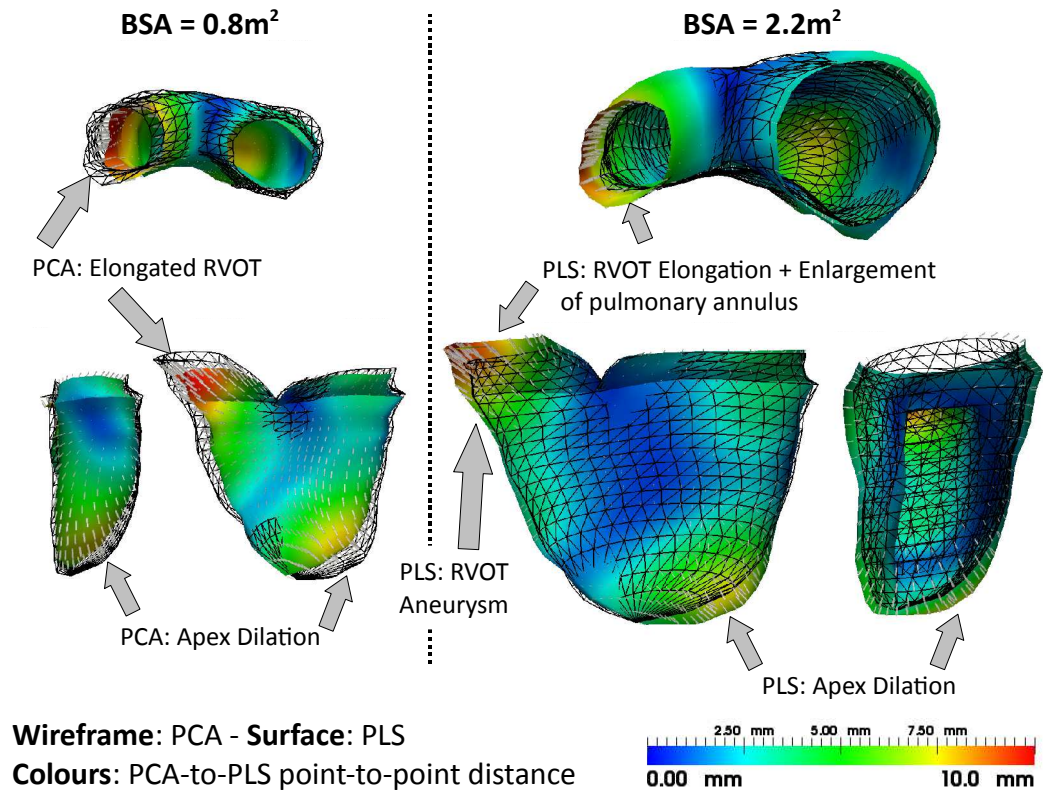 BSA = 0.8m²
BSA = 2.2m²
PCA: Elongated RVOT
PLS: RVOT Elongation + Enlargement
of pulmonary annulus
PLS: RVOT
Aneurysm
PCA: Apex Dilation
PLS: Apex Dilation
Wireframe: PCA - Surface: PLS
Colours: PCA-to-PLS point-to-point distance
2.50 mm 5.00 mm 7.50 mm
0.00 mm 10.0 mm